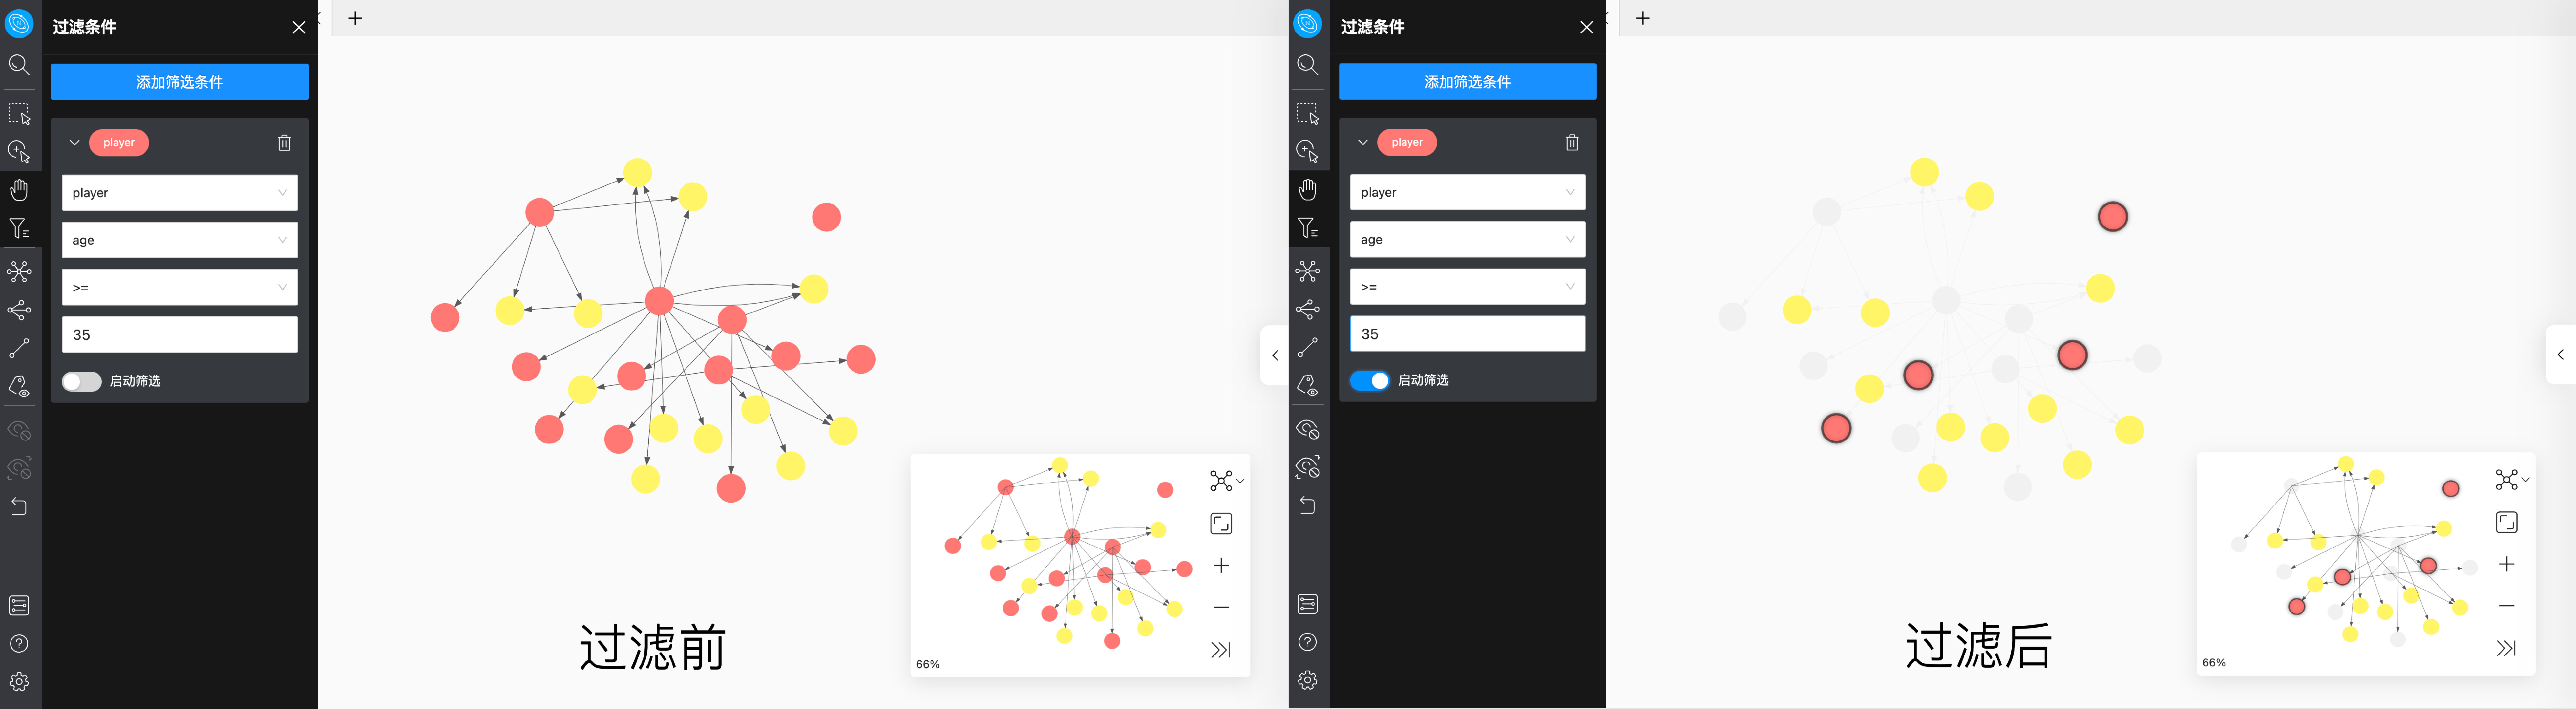 过滤条件
添加筛选条件
player
player
age
>=
35
启动筛选
过滤前
66%
过滤条件
添加筛选条件
player
player
age
>=
35
启动筛选
过滤后
66%